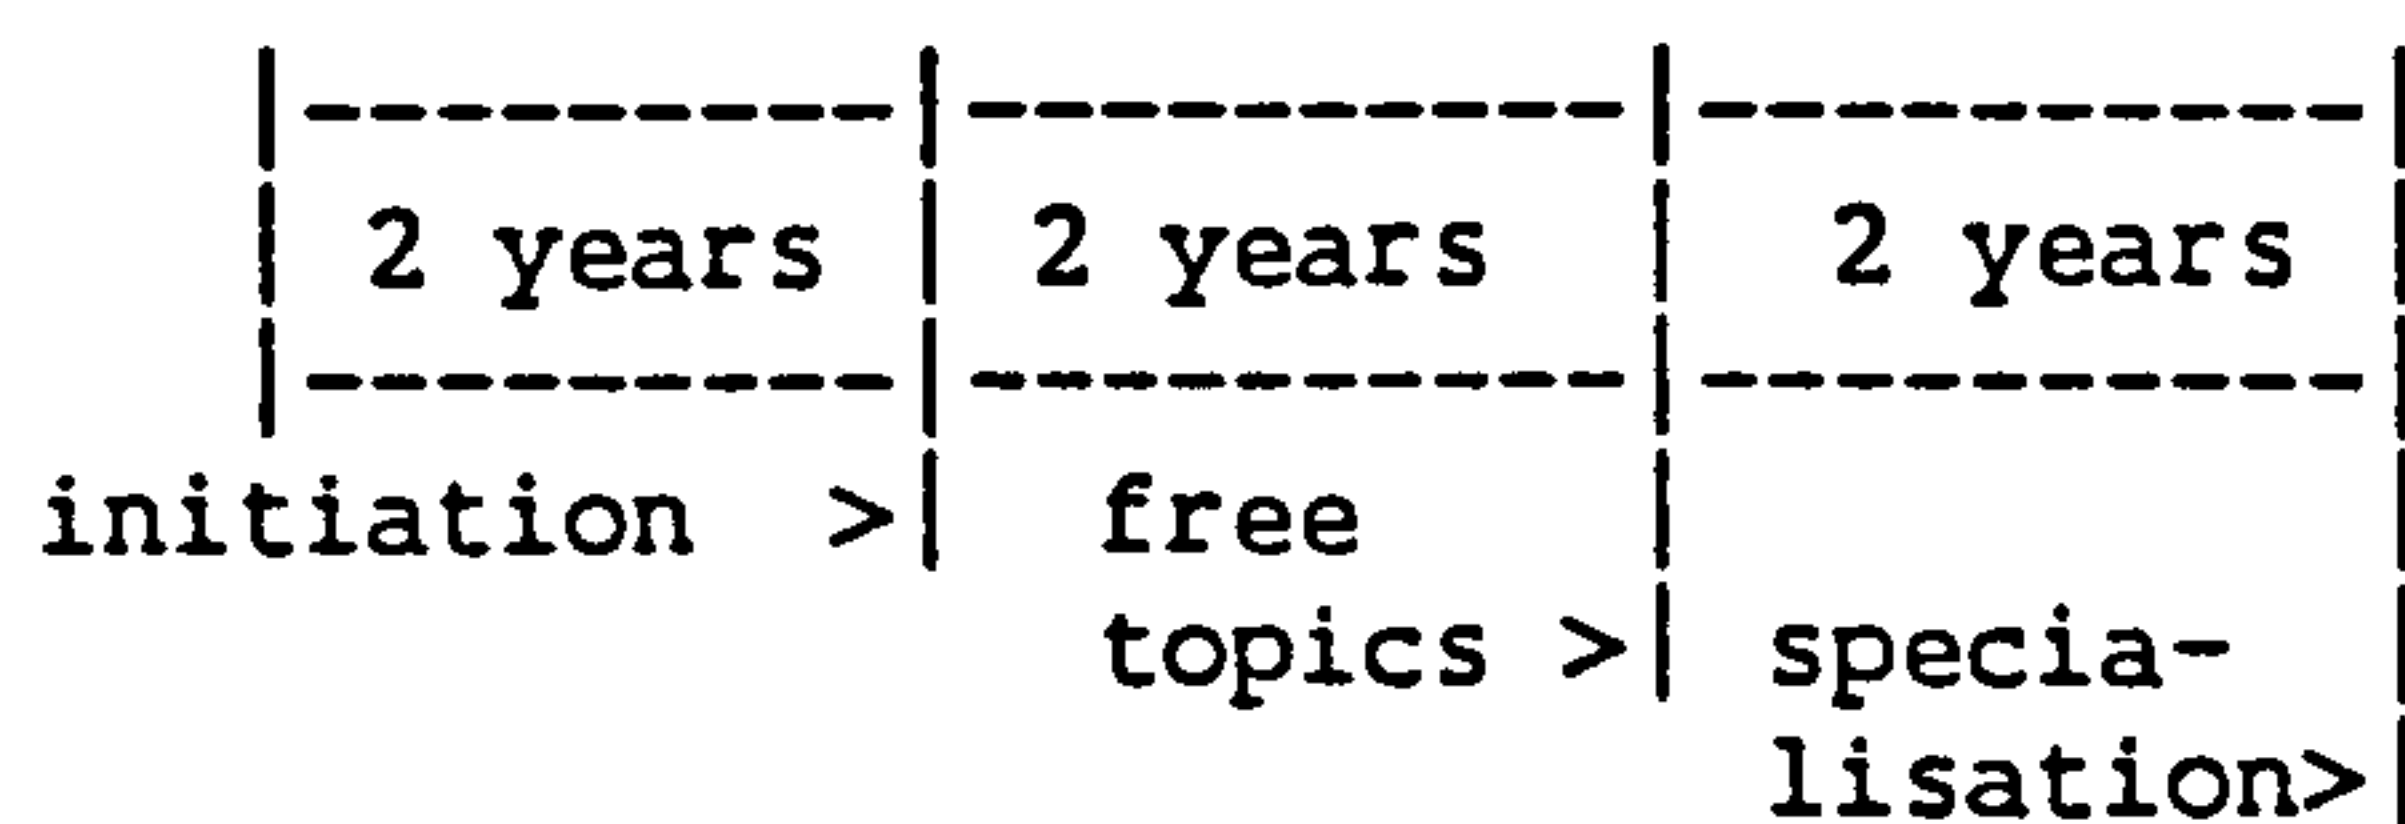 2 years 2 years 2 years
initiation > free
topics > specia-
lisation>